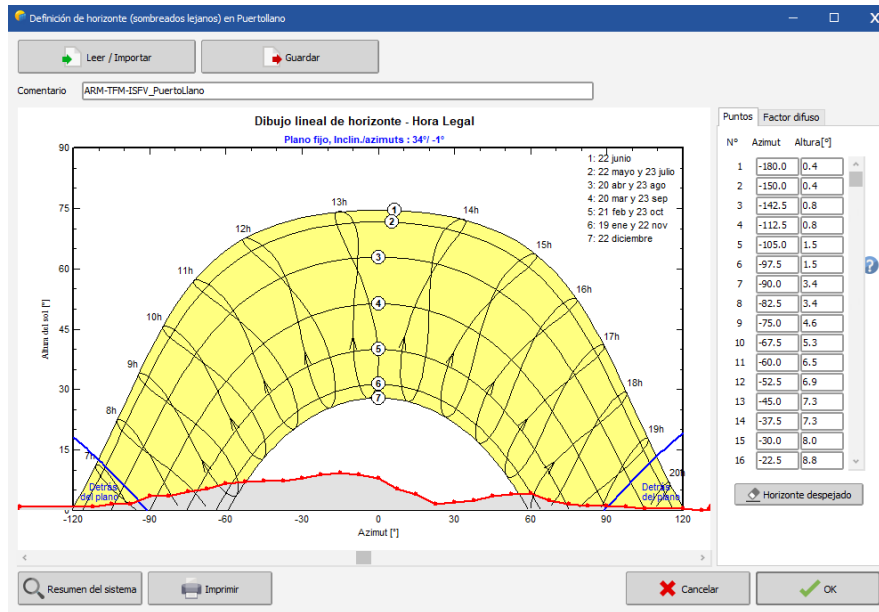 Definición de horizonte (sombreados lejanos) en Puertollano
Leer / Importar
Guardar
Comentario ARM-TFM-ISFV_PuertoLlano
Dibujo lineal de horizonte - Hora Legal
Plano fijo, Inclin./azimuts : 34°/ -1°
1: 22 junio
2: 22 mayo y 23 julio
3: 20 abr y 23 ago
4: 20 mar y 23 sep
5: 21 feb y 23 oct
6: 19 ene y 22 nov
7: 22 diciembre
90
75
60
45
30
15
0
Altura del sol [°]
7h
8h
9h
10h
11h
12h
13h
14h
15h
16h
17h
18h
19h
20h
1
2
3
4
5
6
7
Detrás
del plano
Detrás
del plano
-120 -90 -60 -30 0 30 60 90 120
Azimut [°]
Puntos Factor difuso
N° Azimut Altura[°]
1 -180.0 0.4
2 -150.0 0.4
3 -142.5 0.8
4 -112.5 0.8
5 -105.0 1.5
6 -97.5 1.5
7 -90.0 3.4
8 -82.5 3.4
9 -75.0 4.6
10 -67.5 5.3
11 -60.0 6.5
12 -52.5 6.9
13 -45.0 7.3
14 -37.5 7.3
15 -30.0 8.0
16 -22.5 8.8
?
Horizonte despejado
Resumen del sistema
Imprimir
Cancelar
OK